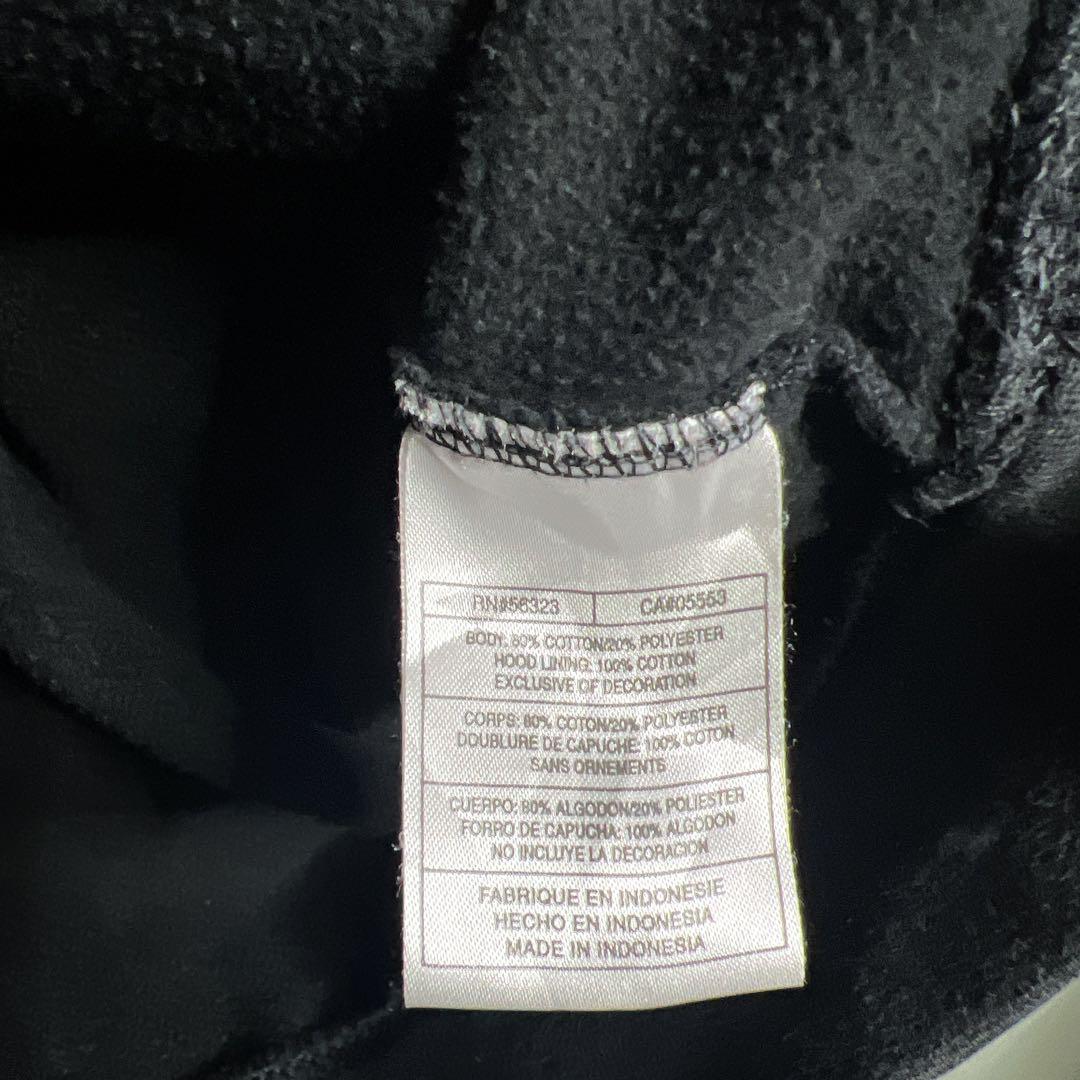 RN#56323 CA#05553
BODY: 80% COTTON/20% POLYESTER
HOOD LINING: 100% COTTON
EXCLUSIVE OF DECORATION
CORPS: 80% COTON/20% POLYESTER
DOUBLURE DE CAPUCHE: 100% COTON
SANS ORNEMENTS
CUERPO: 80% ALGODON/20% POLIESTER
FORRO DE CAPUCHA: 100% ALGODON
NO INCLUYE LA DECORACION
FABRIQUE EN INDONESIE
HECHO EN INDONESIA
MADE IN INDONESIA